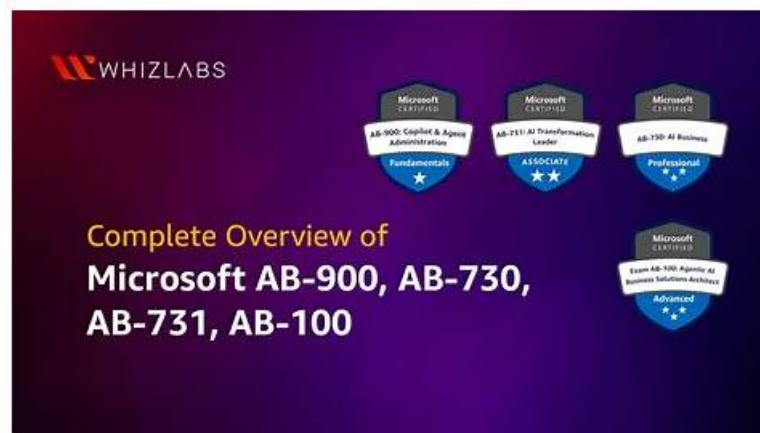 WHIZLABS
Microsoft
CERTIFIED
AB-900: Copilot & Agent
Administration
Fundamentals
Microsoft
CERTIFIED
AB-731: AI Transformation
Leader
ASSOCIATE
Microsoft
CERTIFIED
AB-730: AI Business
Professional
Complete Overview of
Microsoft AB-900, AB-730,
AB-731, AB-100
Microsoft
CERTIFIED
Exam AB-100: Agentic AI
Business Solutions Architect
Advanced